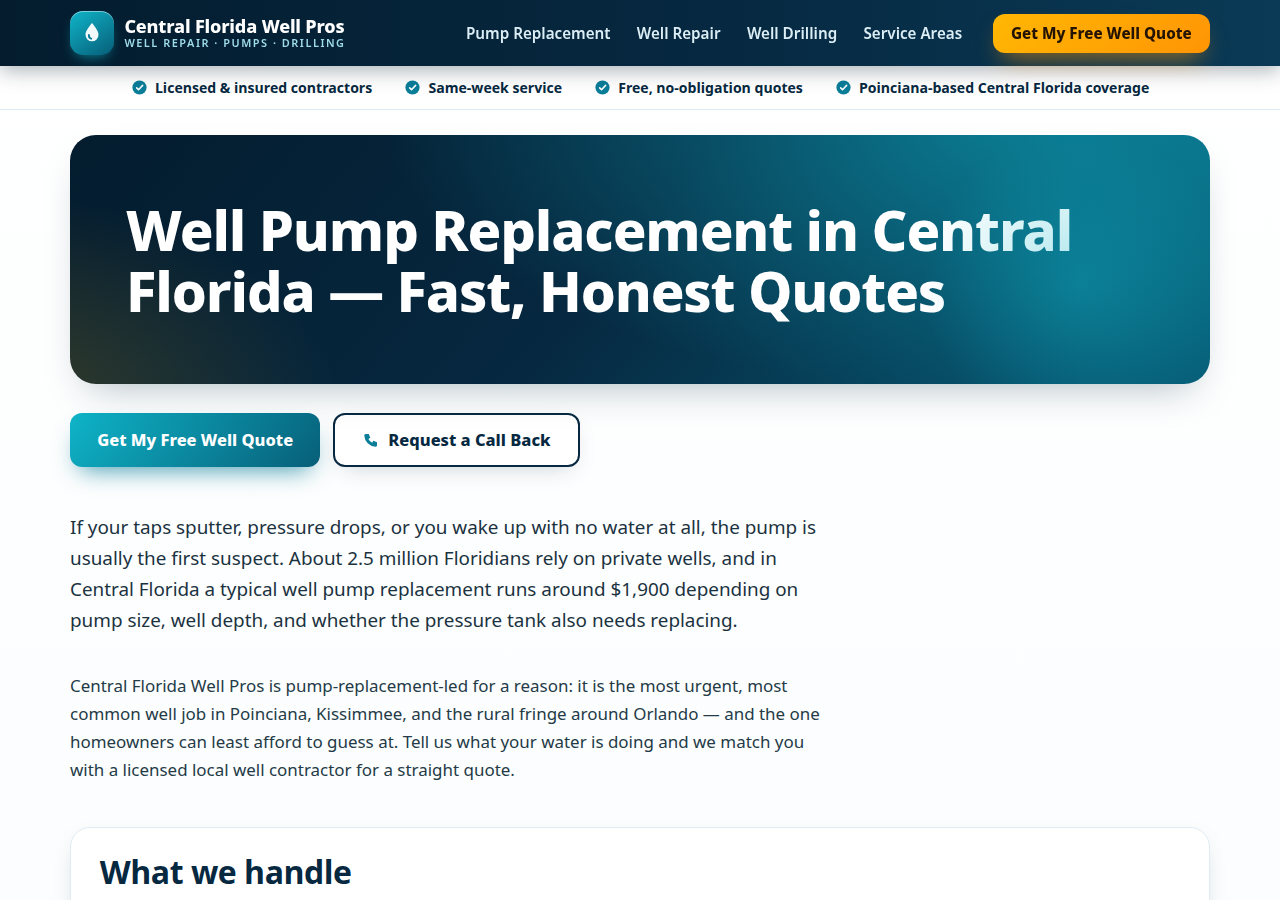 Central Florida Well Pros
WELL REPAIR · PUMPS · DRILLING
Pump Replacement
Well Repair
Well Drilling
Service Areas
Get My Free Well Quote
Licensed & insured contractors
Same-week service
Free, no-obligation quotes
Poinciana-based Central Florida coverage
Well Pump Replacement in Central
Florida — Fast, Honest Quotes
Get My Free Well Quote
Request a Call Back
If your taps sputter, pressure drops, or you wake up with no water at all, the pump is
usually the first suspect. About 2.5 million Floridians rely on private wells, and in
Central Florida a typical well pump replacement runs around $1,900 depending on
pump size, well depth, and whether the pressure tank also needs replacing.
Central Florida Well Pros is pump-replacement-led for a reason: it is the most urgent, most
common well job in Poinciana, Kissimmee, and the rural fringe around Orlando — and the one
homeowners can least afford to guess at. Tell us what your water is doing and we match you
with a licensed local well contractor for a straight quote.
What we handle